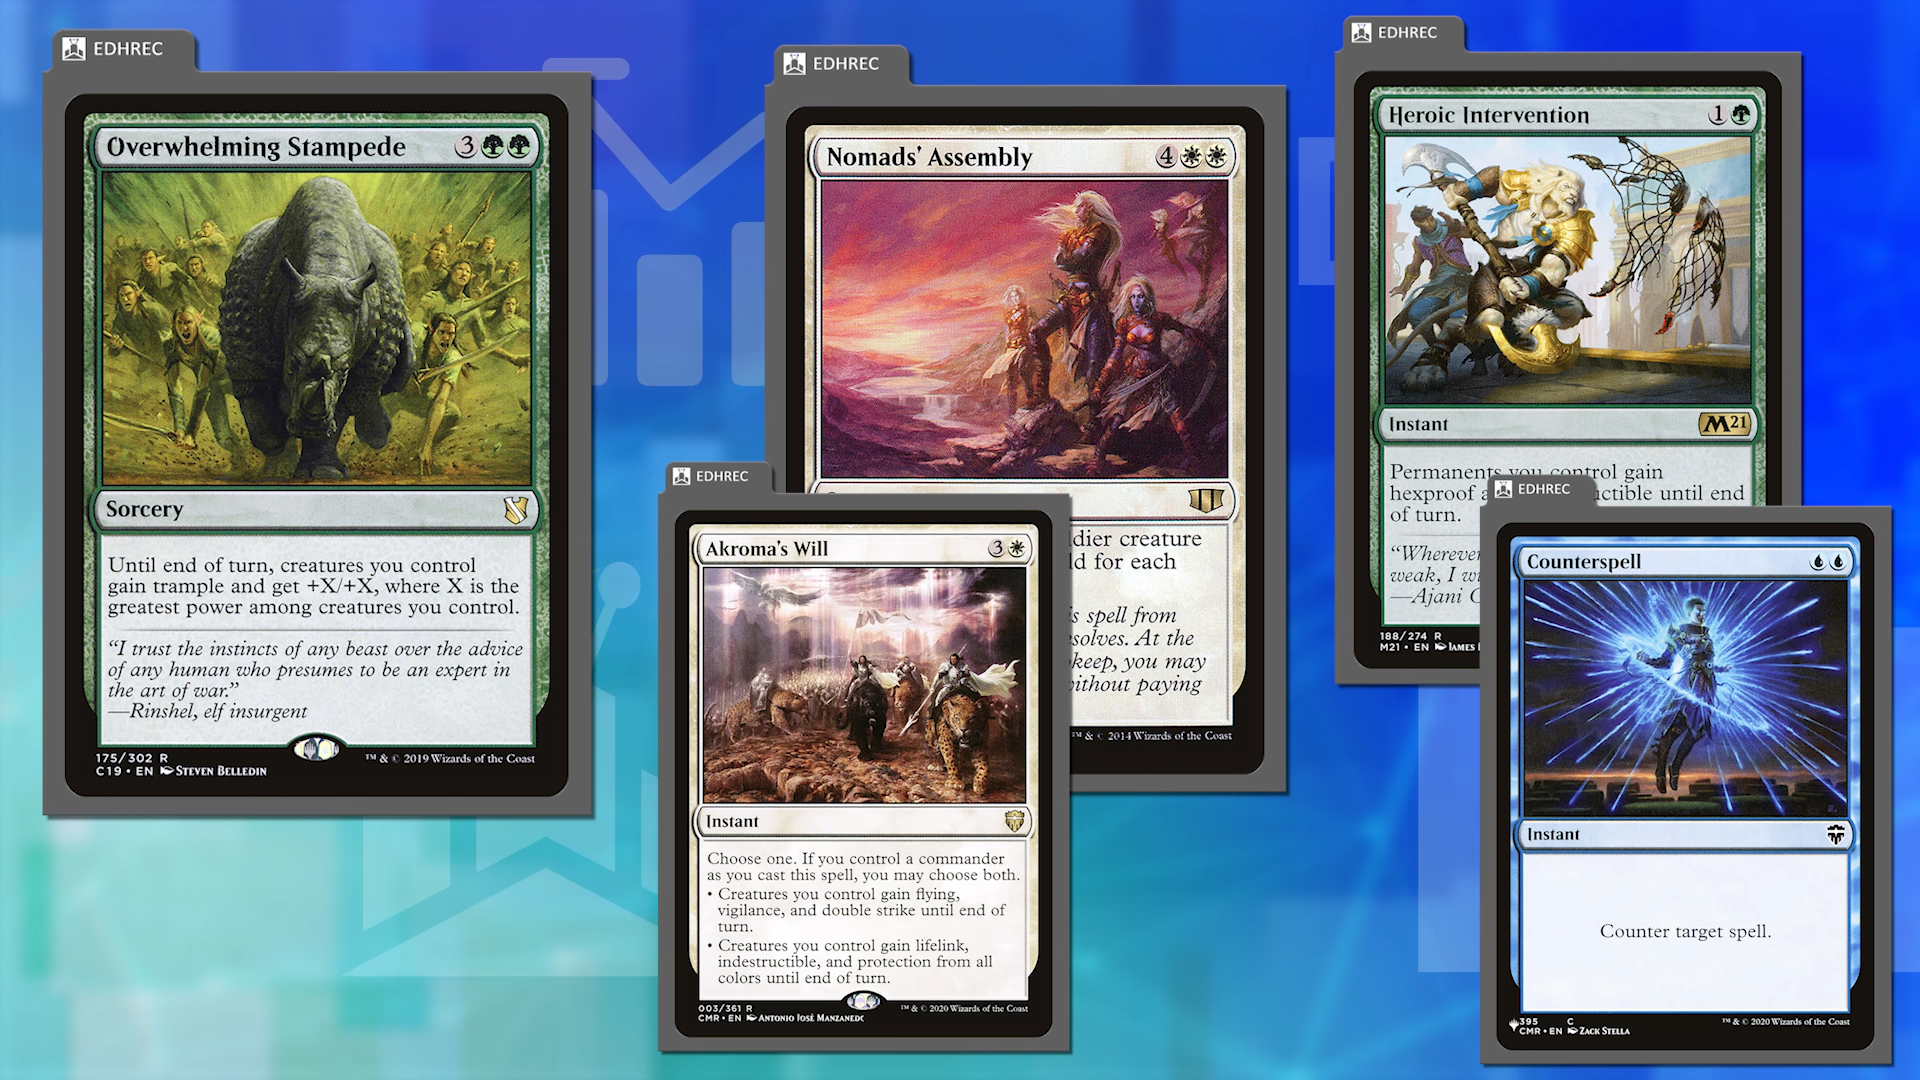 EDHREC
Overwhelming Stampede 3
Sorcery
Until end of turn, creatures you control
gain trample and get +X/+X, where X is the
greatest power among creatures you control.
“I trust the instincts of any beast over the advice
of any human who presumes to be an expert in
the art of war.”
—Rinshel, elf insurgent
175/302 R
C19 • EN STEVEN BELLEDIN
™ & © 2019 Wizards of the Coast
EDHREC
Nomads’ Assembly 4
creature
for each
spell from
At the
you may
without paying
™ & © 2014 Wizards of the Coast
EDHREC
Akroma’s Will 3
Instant
Choose one. If you control a commander
as you cast this spell, you may choose both.
• Creatures you control gain flying,
vigilance, and double strike until end of
turn.
• Creatures you control gain lifelink,
indestructible, and protection from all
colors until end of turn.
003/361 R
CMR • EN ANTONIO JOSÉ MANZANEDO
™ & © 2020 Wizards of the Coast
EDHREC
Heroic Intervention 1
Instant
M21
Permanents you control gain
hexproof until end
of turn.
“Wherever
weak, I
—Ajani
188/274 R
M21 • EN JAMES
EDHREC
Counterspell
Instant
Counter target spell.
395 C
CMR • EN ZACK STELLA
™ & © 2020 Wizards of the Coast